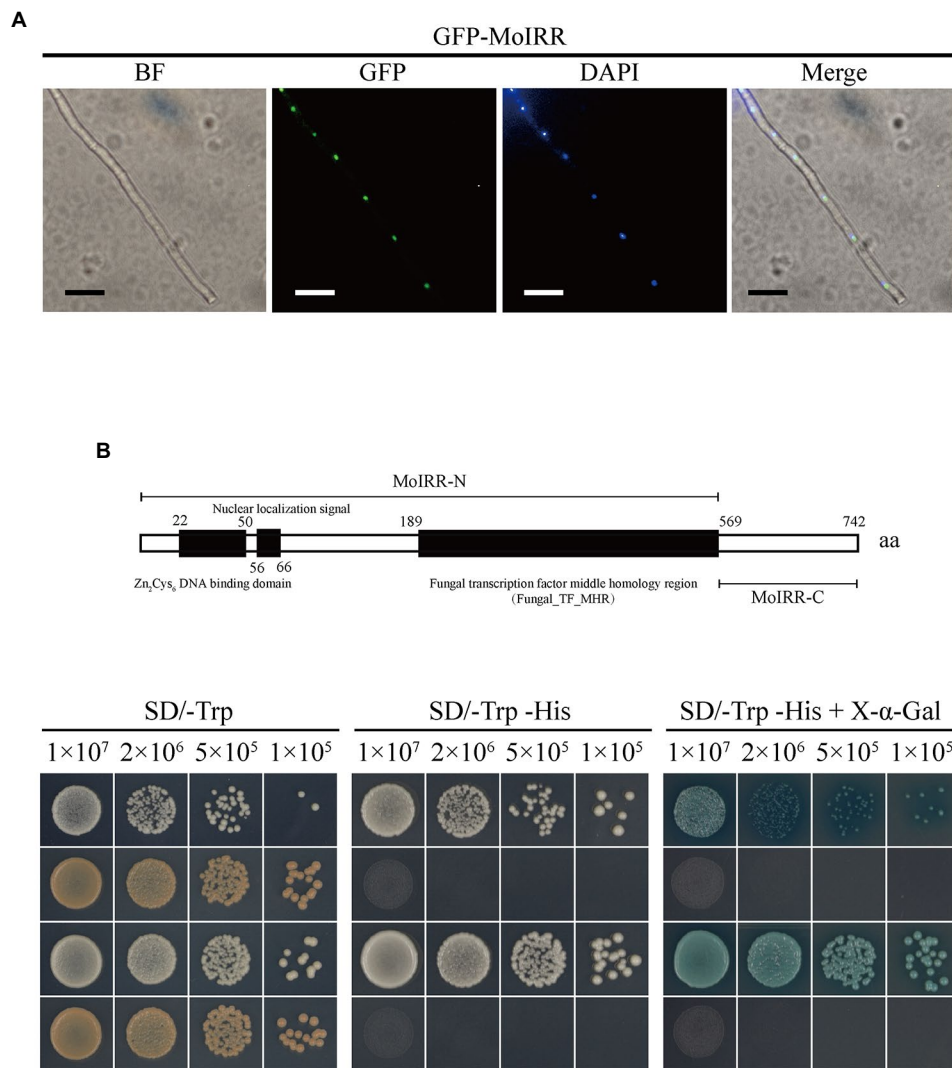 A
GFP-MoIRR
BF GFP DAPI Merge
B
MoIRR-N
Nuclear localization signal
22 50 189 569 742
aa
56 66
Zn₂Cys₆ DNA binding domain
Fungal transcription factor middle homology region
(Fungal_TF_MHR)
MoIRR-C
SD/-Trp SD/-Trp -His SD/-Trp -His + X-α-Gal
1×10⁷ 2×10⁶ 5×10⁵ 1×10⁵ 1×10⁷ 2×10⁶ 5×10⁵ 1×10⁵ 1×10⁷ 2×10⁶ 5×10⁵ 1×10⁵